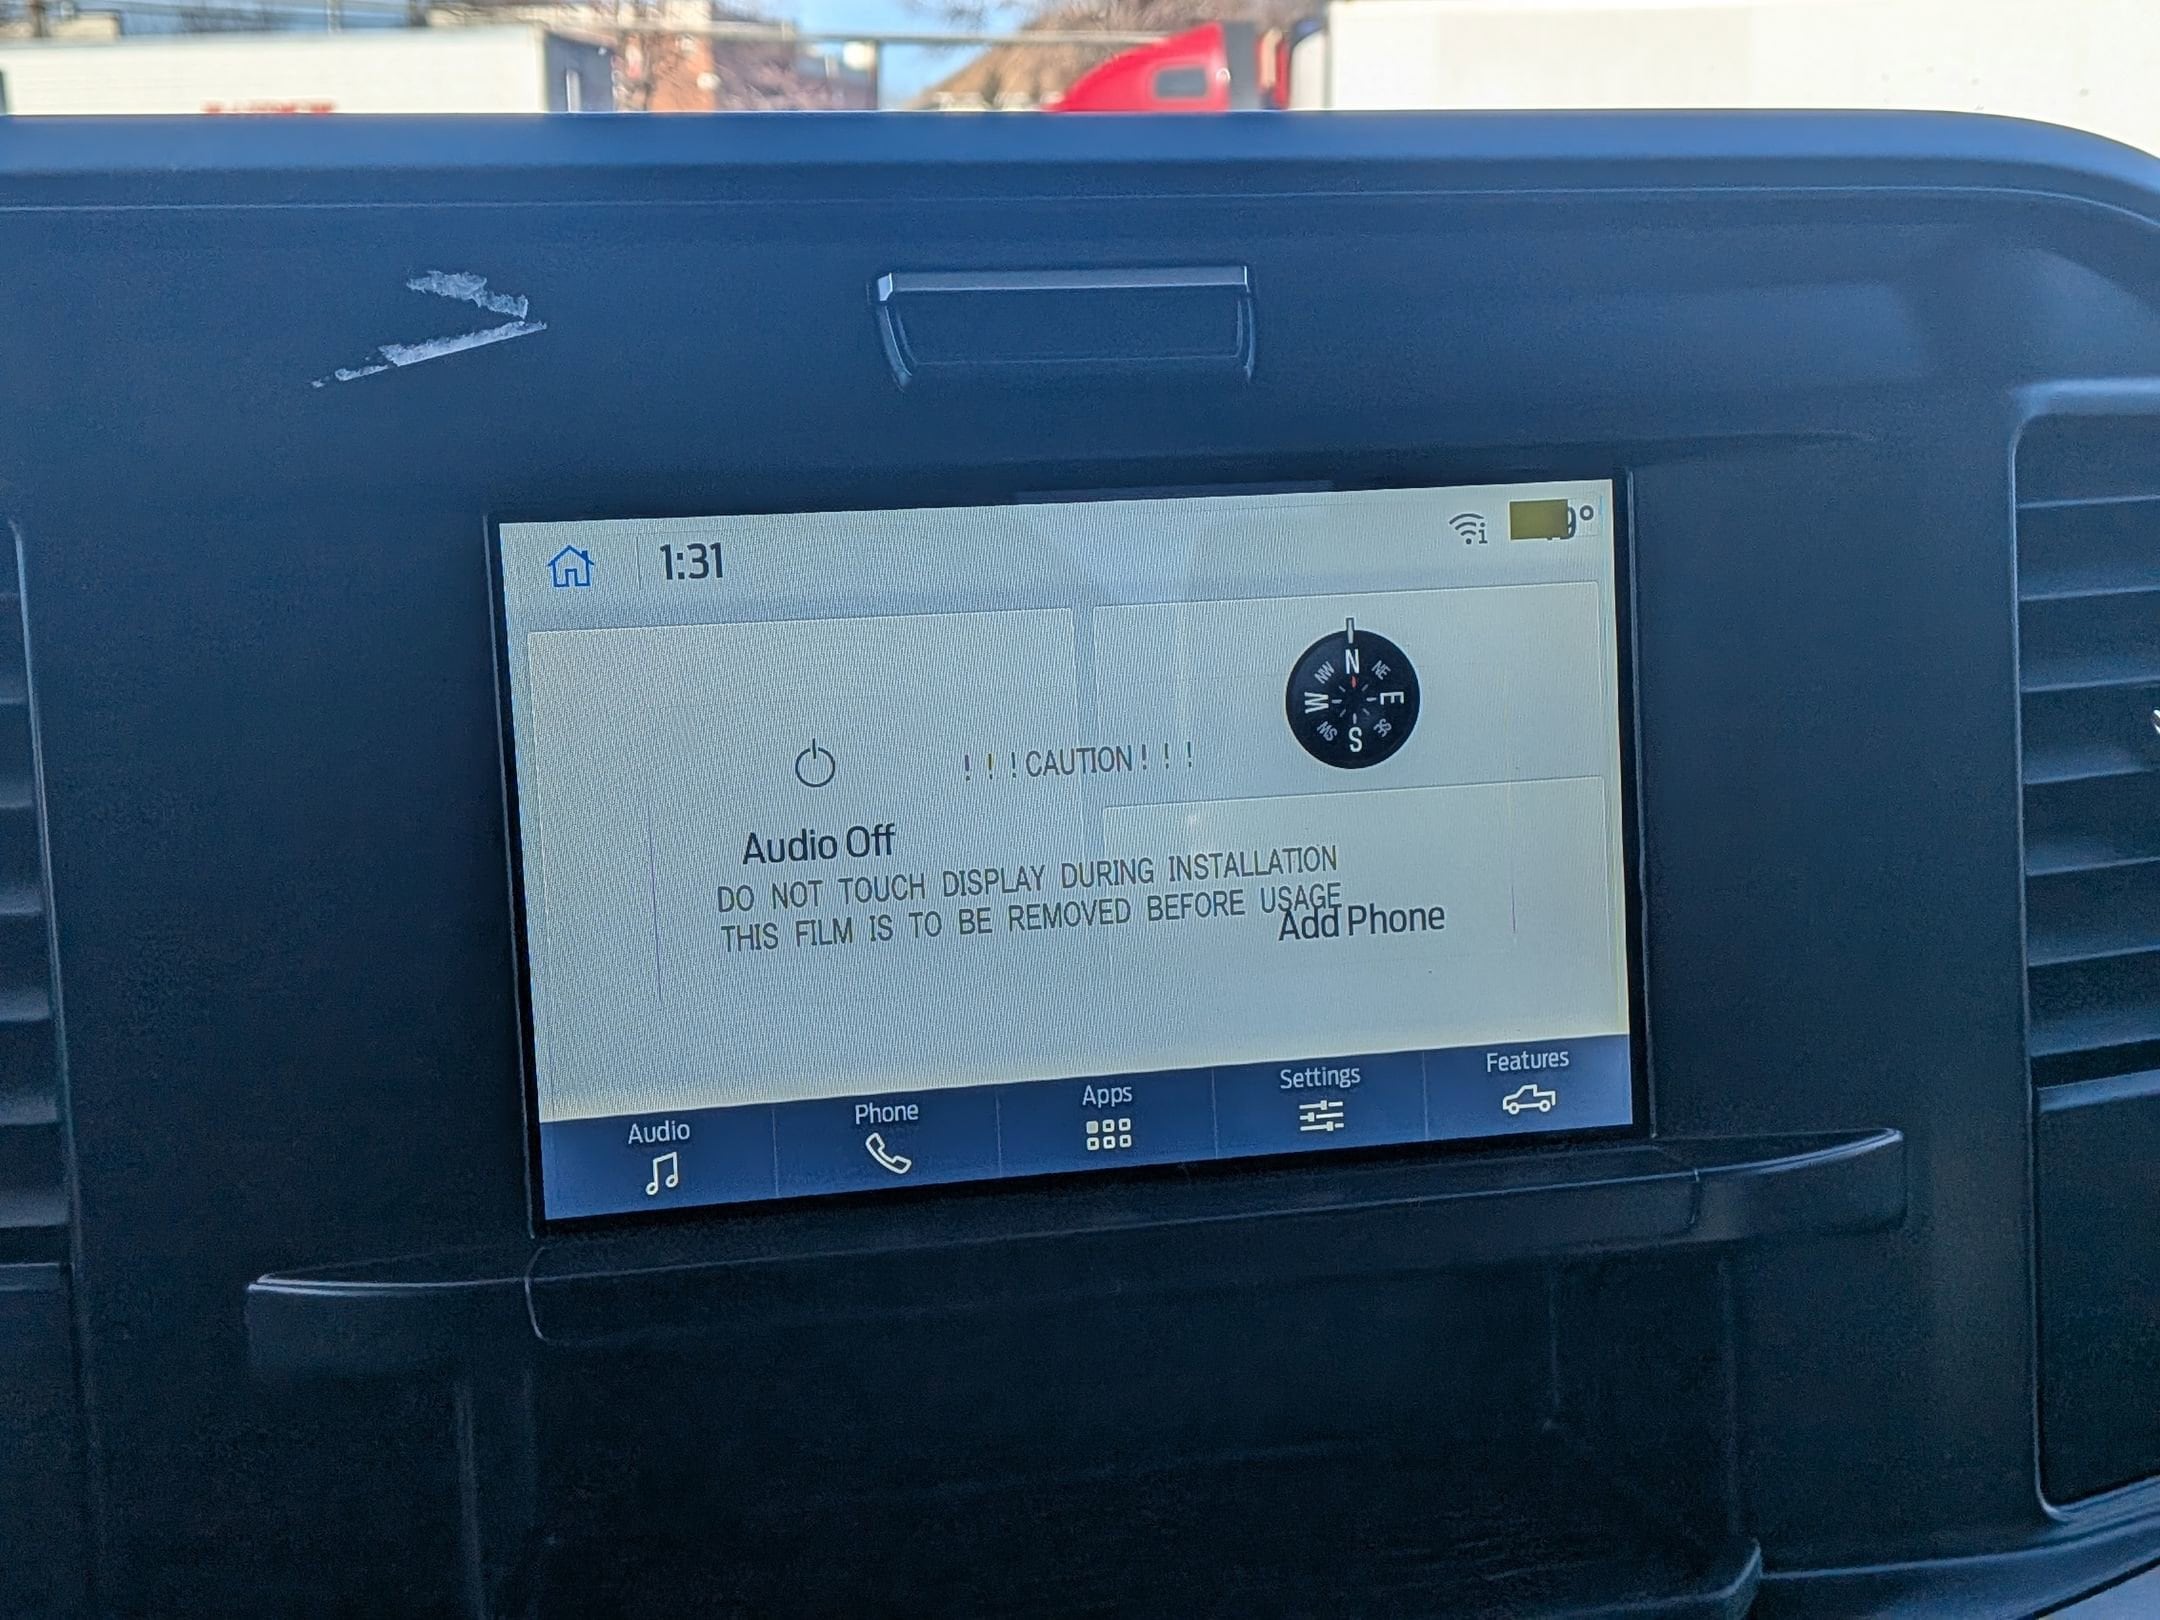 1:31
9°
N
NE
E
SE
S
SW
W
NW
! ! ! CAUTION ! ! !
Audio Off
DO NOT TOUCH DISPLAY DURING INSTALLATION
THIS FILM IS TO BE REMOVED BEFORE USAGE
Add Phone
Audio
Phone
Apps
Settings
Features